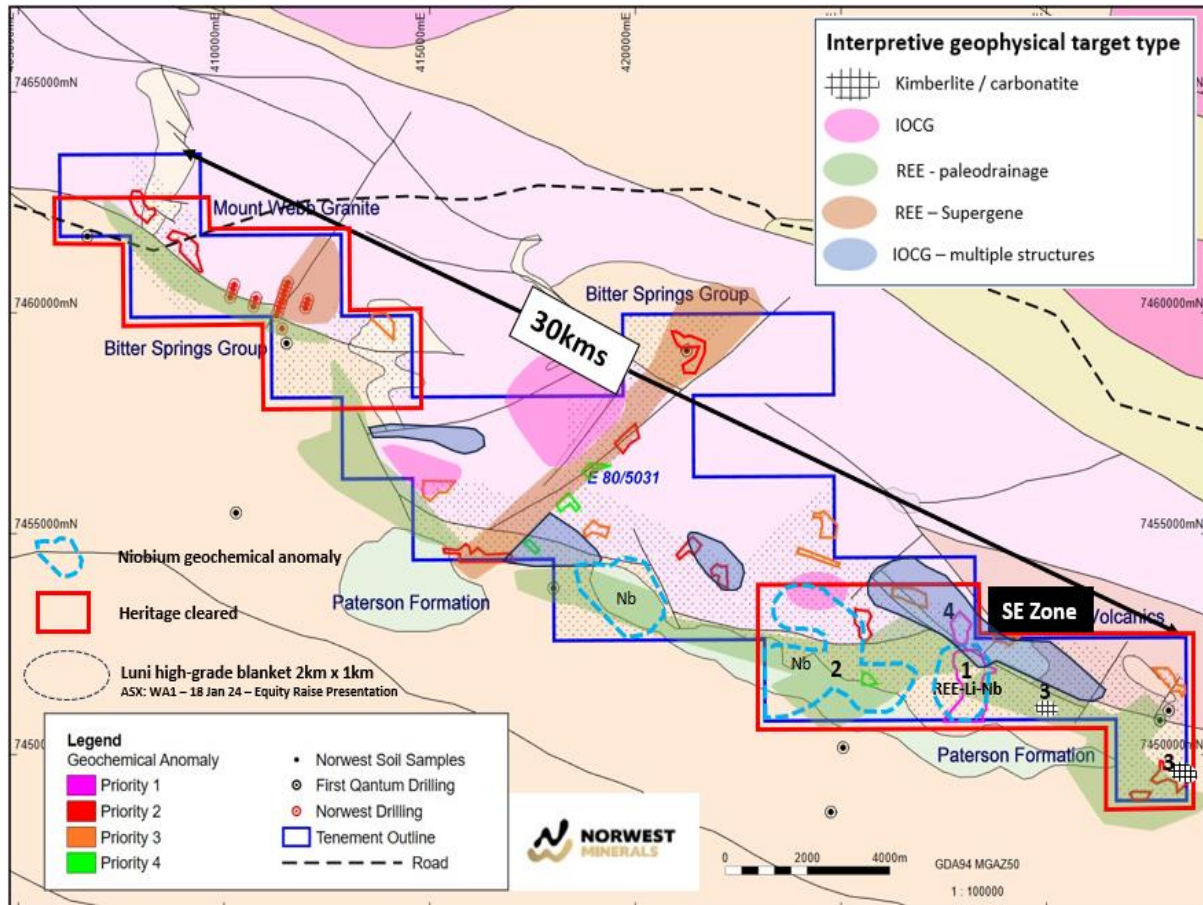 410000mE
415000mE
420000mE
7465000mN
Interpretive geophysical target type
Kimberlite / carbonatite
IOCG
REE - paleodrainage
REE – Supergene
IOCG – multiple structures
Mount Webb Granite
7460000mN
Bitter Springs Group
7460000mN
30kms
Bitter Springs Group
E 80/5031
7455000mN
7455000mN
Niobium geochemical anomaly
Paterson Formation
Nb
Heritage cleared
4
SE Zone
Volcanics
Nb
2
1
REE-Li-Nb
3
Luni high-grade blanket 2km x 1km
ASX: WA1 – 18 Jan 24 – Equity Raise Presentation
Paterson Formation
7450000mN
3
Legend
Geochemical Anomaly
Priority 1
Priority 2
Priority 3
Priority 4
Norwest Soil Samples
First Qantum Drilling
Norwest Drilling
Tenement Outline
Road
NORWEST
MINERALS
0 2000 4000m
GDA94 MGAZ50
1 : 100000